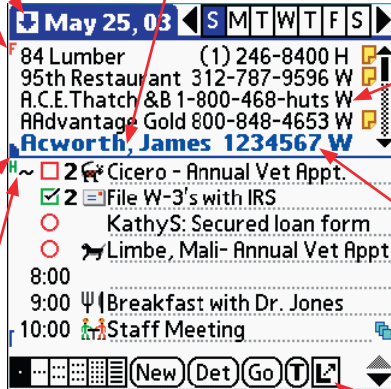 May 25, 03 S M T W T F S
F
84 Lumber (1) 246-8400 H
95th Restaurant 312-787-9596 W
A.C.E.Thatch &B 1-800-468-huts W
AAdvantage Gold 800-848-4653 W
Acworth, James 1234567 W
H
~ 2 Cicero - Annual Vet Appt.
2 File W-3's with IRS
KathyS: Secured loan form
Limbe, Mali- Annual Vet Appt
8:00
9:00 Breakfast with Dr. Jones
10:00 Staff Meeting
New Det Go T